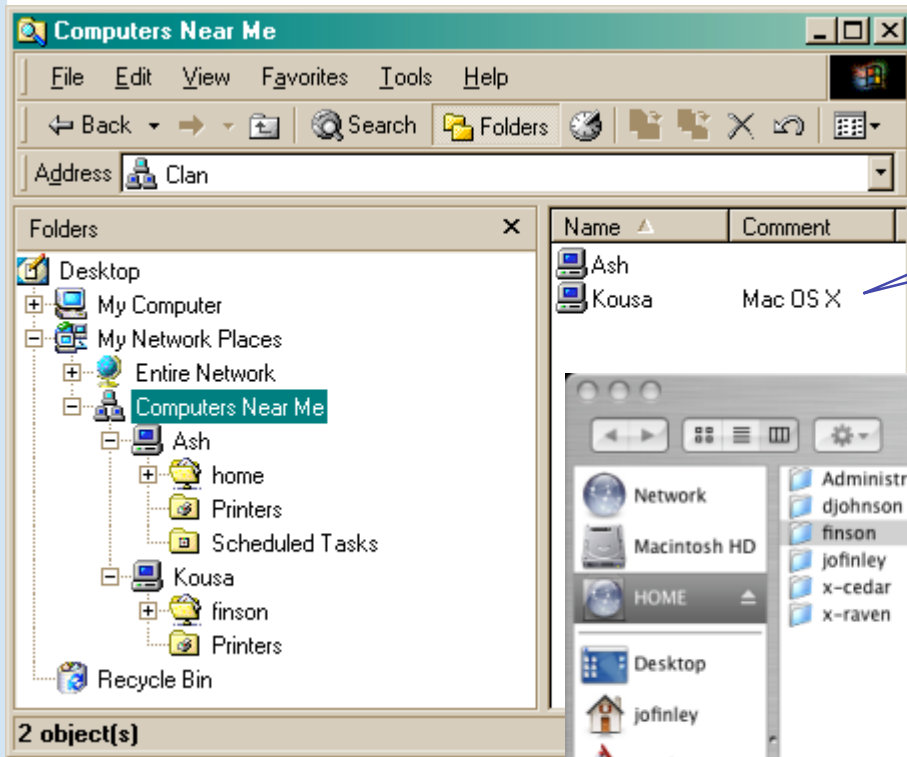 Computers Near Me
File Edit View Favorites Tools Help
Back Search Folders
Address Clan
Folders
Desktop
My Computer
My Network Places
Entire Network
Computers Near Me
Ash
home
Printers
Scheduled Tasks
Kousa
finson
Printers
Recycle Bin
2 object(s)
Name Comment
Ash
Kousa Mac OS X
Network
Macintosh HD
HOME
Desktop
jofinley
Administr
djohnson
finson
jofinley
x-cedar
x-raven